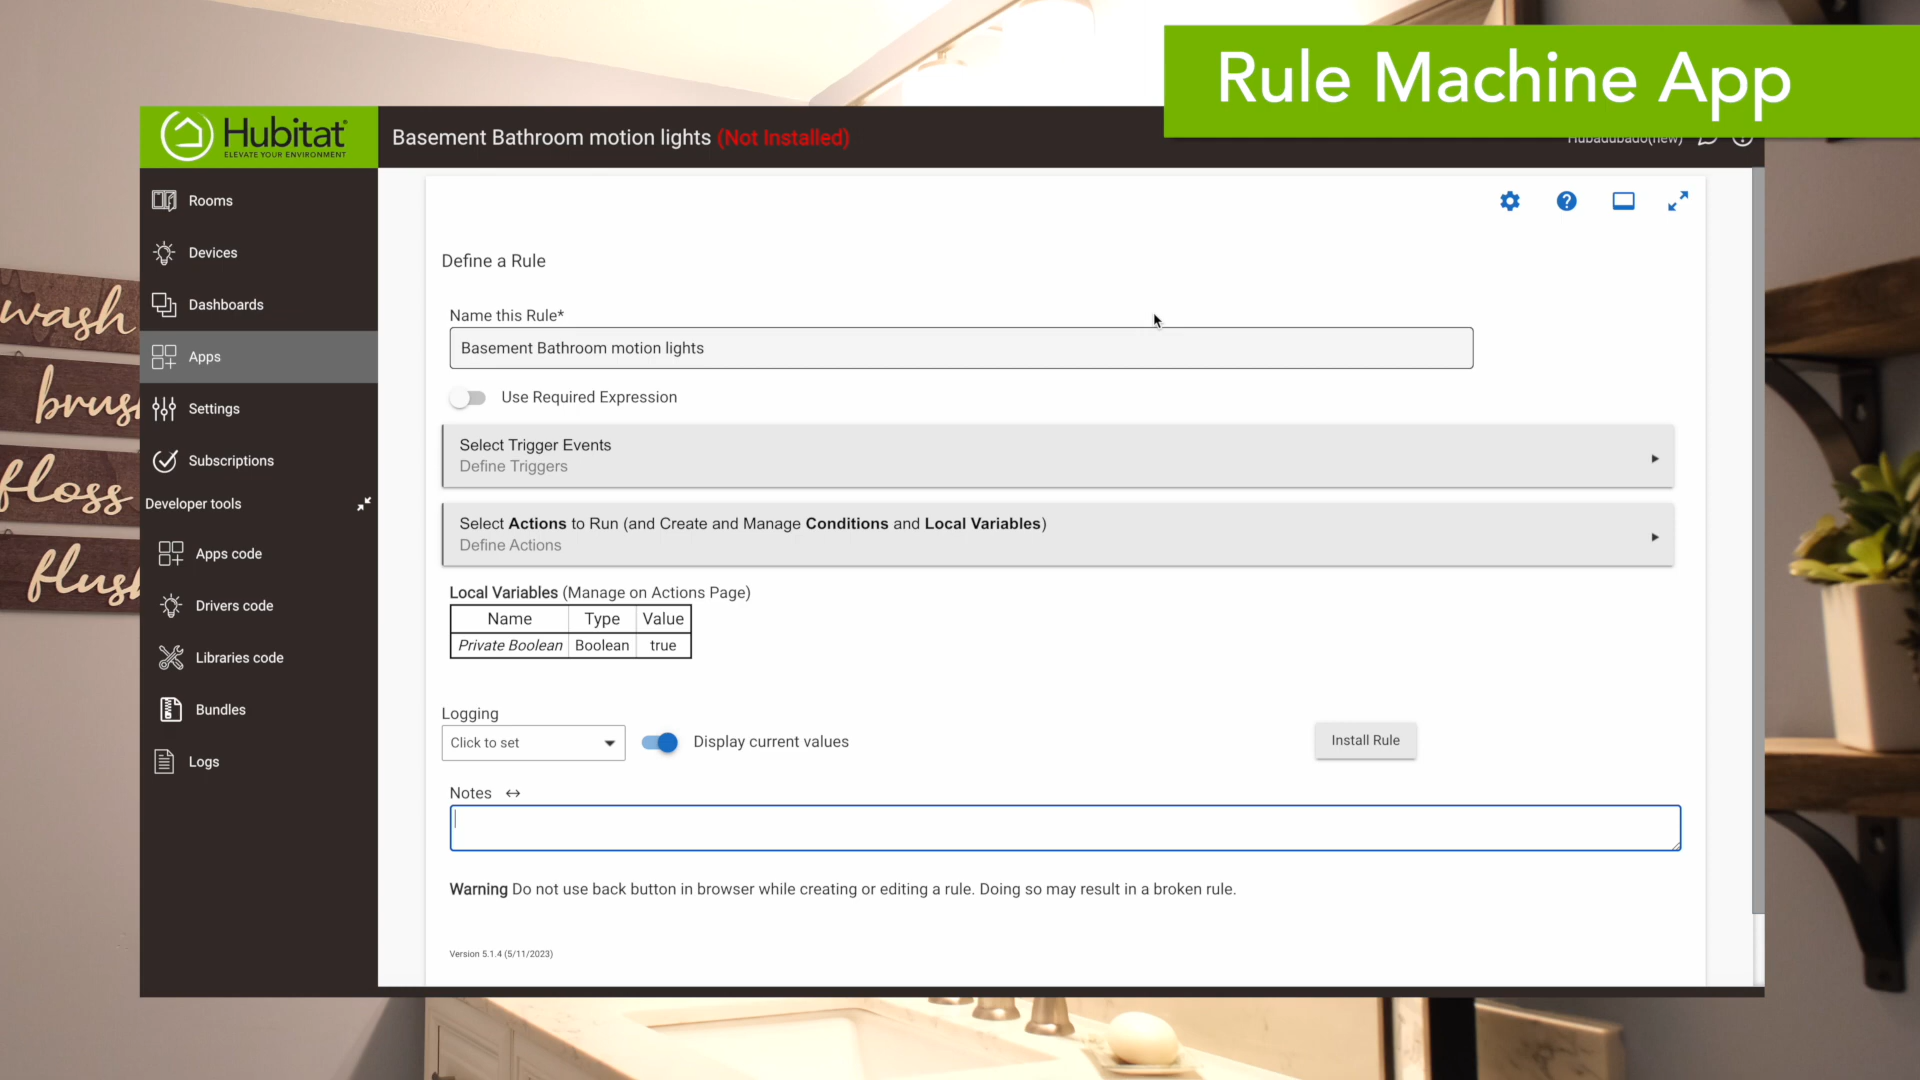 Rule Machine App
Hubitat®
ELEVATE YOUR ENVIRONMENT
Basement Bathroom motion lights (Not Installed)
Hubadubado(new)
Rooms
Devices
Dashboards
Apps
Settings
Subscriptions
Developer tools
Apps code
Drivers code
Libraries code
Bundles
Logs
Define a Rule
Name this Rule*
Basement Bathroom motion lights
Use Required Expression
Select Trigger Events
Define Triggers
Select Actions to Run (and Create and Manage Conditions and Local Variables)
Define Actions
Local Variables (Manage on Actions Page)
Name Type Value
Private Boolean Boolean true
Logging
Click to set
Display current values
Install Rule
Notes ↔
Warning Do not use back button in browser while creating or editing a rule. Doing so may result in a broken rule.
Version 5.1.4 (5/11/2023)
wash
brush
floss
flush